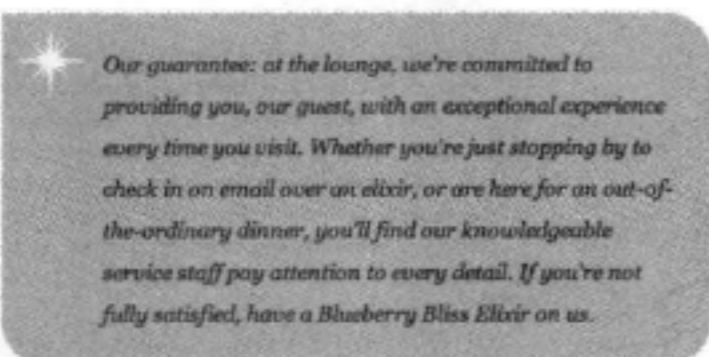 Our guarantee: at the lounge, we're committed to
providing you, our guest, with an exceptional experience
every time you visit. Whether you're just stopping by to
check in on email over an elixir, or are here for an out-of-
the-ordinary dinner, you'll find our knowledgeable
service staff pay attention to every detail. If you're not
fully satisfied, have a Blueberry Bliss Elixir on us.